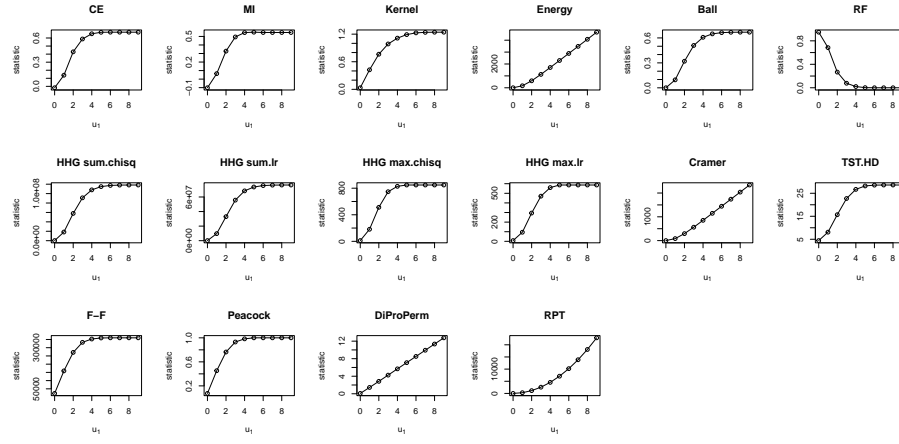 CE
statistic
0.0 0.2 0.4 0.6
0 2 4 6 8
u1
MI
statistic
−0.1 0.5
0 2 4 6 8
u1
Kernel
statistic
0.0 0.4 0.8 1.2
0 2 4 6 8
u1
Energy
statistic
0 2000
0 2 4 6 8
u1
Ball
statistic
0.0 0.2 0.4 0.6
0 2 4 6 8
u1
RF
statistic
0.0 0.4 0.8
0 2 4 6 8
u1
HHG sum.chisq
statistic
0.0e+00 1.0e+08
0 2 4 6 8
u1
HHG sum.lr
statistic
0e+00 6e+07
0 2 4 6 8
u1
HHG max.chisq
statistic
0 400 800
0 2 4 6 8
u1
HHG max.lr
statistic
0 200 600
0 2 4 6 8
u1
Cramer
statistic
0 1000
0 2 4 6 8
u1
TST.HD
statistic
5 15 25
0 2 4 6 8
u1
F−F
statistic
50000 300000
0 2 4 6 8
u1
Peacock
statistic
0.2 0.6 1.0
0 2 4 6 8
u1
DiProPerm
statistic
0 4 8 12
0 2 4 6 8
u1
RPT
statistic
0 10000
0 2 4 6 8
u1